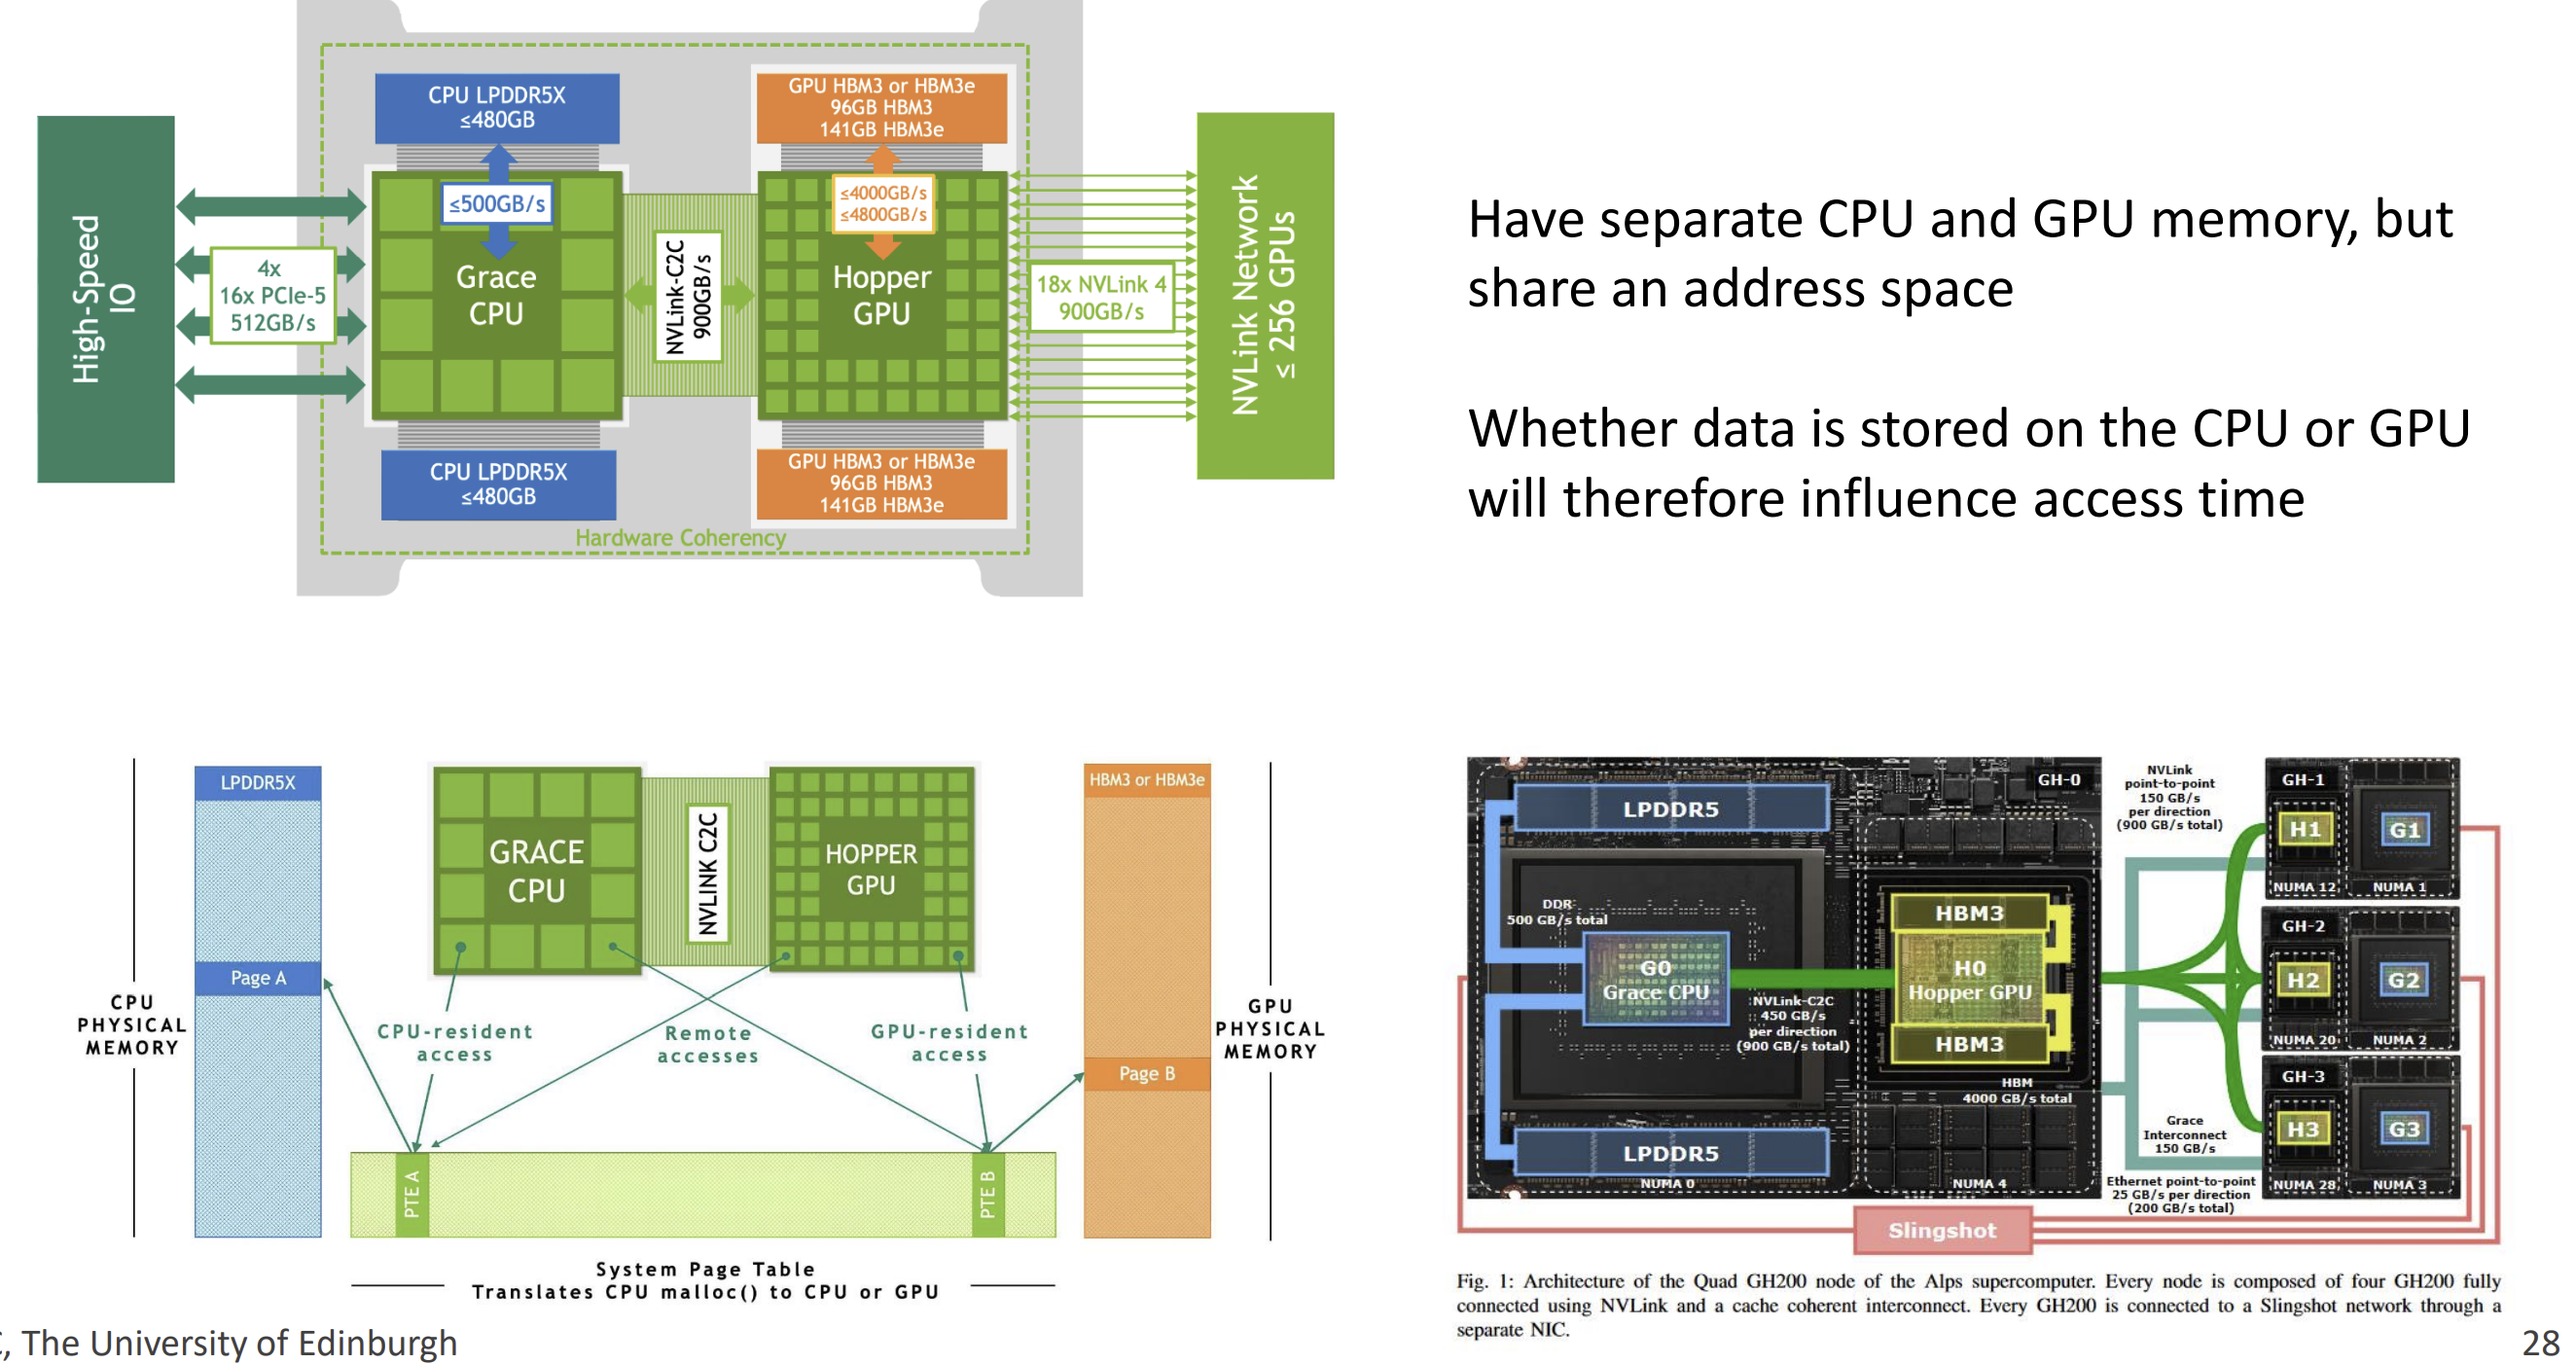 High-Speed
IO
4x
16x PCIe-5
512GB/s
CPU LPDDR5X
≤480GB
≤500GB/s
Grace
CPU
CPU LPDDR5X
≤480GB
NVLink-C2C
900GB/s
GPU HBM3 or HBM3e
96GB HBM3
141GB HBM3e
≤4000GB/s
≤4800GB/s
Hopper
GPU
GPU HBM3 or HBM3e
96GB HBM3
141GB HBM3e
Hardware Coherency
18x NVLink 4
900GB/s
NVLink Network
≤ 256 GPUs
Have separate CPU and GPU memory, but
share an address space
Whether data is stored on the CPU or GPU
will therefore influence access time
CPU
PHYSICAL
MEMORY
LPDDR5X
Page A
GRACE
CPU
NVLINK C2C
HOPPER
GPU
CPU-resident
access
Remote
accesses
GPU-resident
access
HBM3 or HBM3e
Page B
GPU
PHYSICAL
MEMORY
PTE A
PTE B
System Page Table
Translates CPU malloc() to CPU or GPU
LPDDR5
GH-0
DDR
500 GB/s total
G0
Grace CPU
NVLink-C2C
450 GB/s
per direction
(900 GB/s total)
HBM3
H0
Hopper GPU
HBM3
HBM
4000 GB/s total
LPDDR5
NUMA 0
NUMA 4
NVLink
point-to-point
150 GB/s
per direction
(900 GB/s total)
GH-1
H1
G1
NUMA 12
NUMA 1
GH-2
H2
G2
NUMA 20
NUMA 2
GH-3
H3
G3
NUMA 28
NUMA 3
Grace
Interconnect
150 GB/s
Ethernet point-to-point
25 GB/s per direction
(200 GB/s total)
Slingshot
Fig. 1: Architecture of the Quad GH200 node of the Alps supercomputer. Every node is composed of four GH200 fully
connected using NVLink and a cache coherent interconnect. Every GH200 is connected to a Slingshot network through a
separate NIC.
, The University of Edinburgh
28